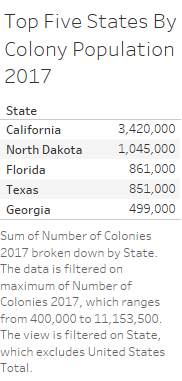 Top Five States By
Colony Population
2017
State
California 3,420,000
North Dakota 1,045,000
Florida 861,000
Texas 851,000
Georgia 499,000
Sum of Number of Colonies
2017 broken down by State.
The data is filtered on
maximum of Number of
Colonies 2017, which ranges
from 400,000 to 11,153,500.
The view is filtered on State,
which excludes United States
Total.